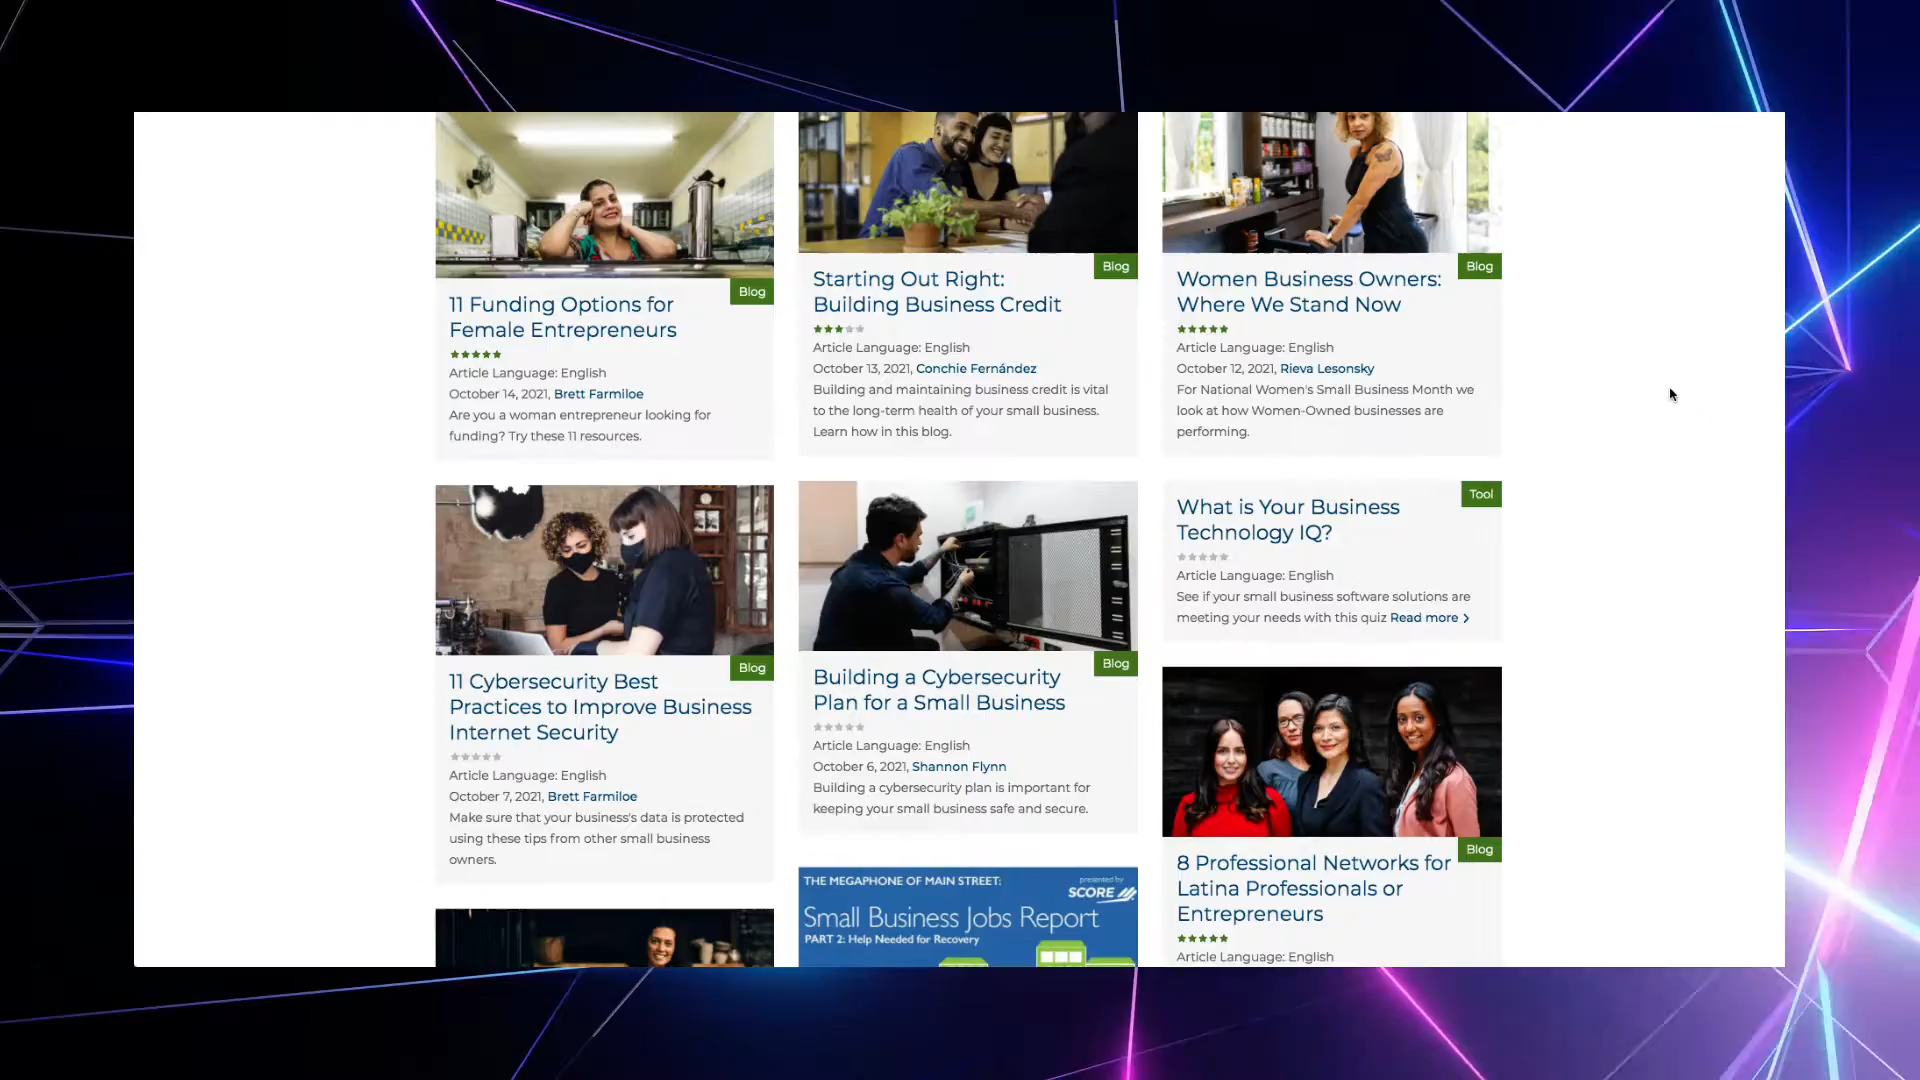 Blog
11 Funding Options for
Female Entrepreneurs
Article Language: English
October 14, 2021, Brett Farmiloe
Are you a woman entrepreneur looking for
funding? Try these 11 resources.
Blog
11 Cybersecurity Best
Practices to Improve Business
Internet Security
Article Language: English
October 7, 2021, Brett Farmiloe
Make sure that your business's data is protected
using these tips from other small business
owners.
Blog
Starting Out Right:
Building Business Credit
Article Language: English
October 13, 2021, Conchie Fernández
Building and maintaining business credit is vital
to the long-term health of your small business.
Learn how in this blog.
Blog
Building a Cybersecurity
Plan for a Small Business
Article Language: English
October 6, 2021, Shannon Flynn
Building a cybersecurity plan is important for
keeping your small business safe and secure.
THE MEGAPHONE OF MAIN STREET:
presented by
SCORE
Small Business Jobs Report
PART 2: Help Needed for Recovery
Blog
Women Business Owners:
Where We Stand Now
Article Language: English
October 12, 2021, Rieva Lesonsky
For National Women's Small Business Month we
look at how Women-Owned businesses are
performing.
Tool
What is Your Business
Technology IQ?
Article Language: English
See if your small business software solutions are
meeting your needs with this quiz Read more >
Blog
8 Professional Networks for
Latina Professionals or
Entrepreneurs
Article Language: English